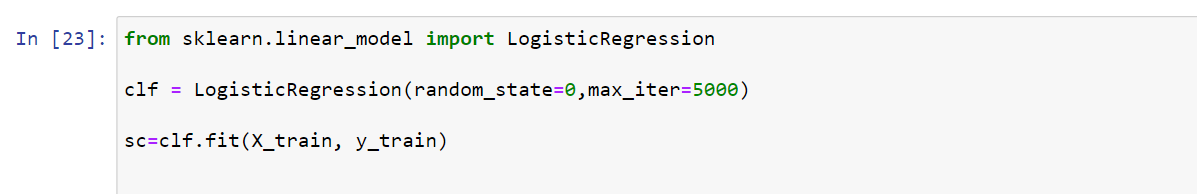 In [23]: from sklearn.linear_model import LogisticRegression
clf = LogisticRegression(random_state=0,max_iter=5000)
sc=clf.fit(X_train, y_train)